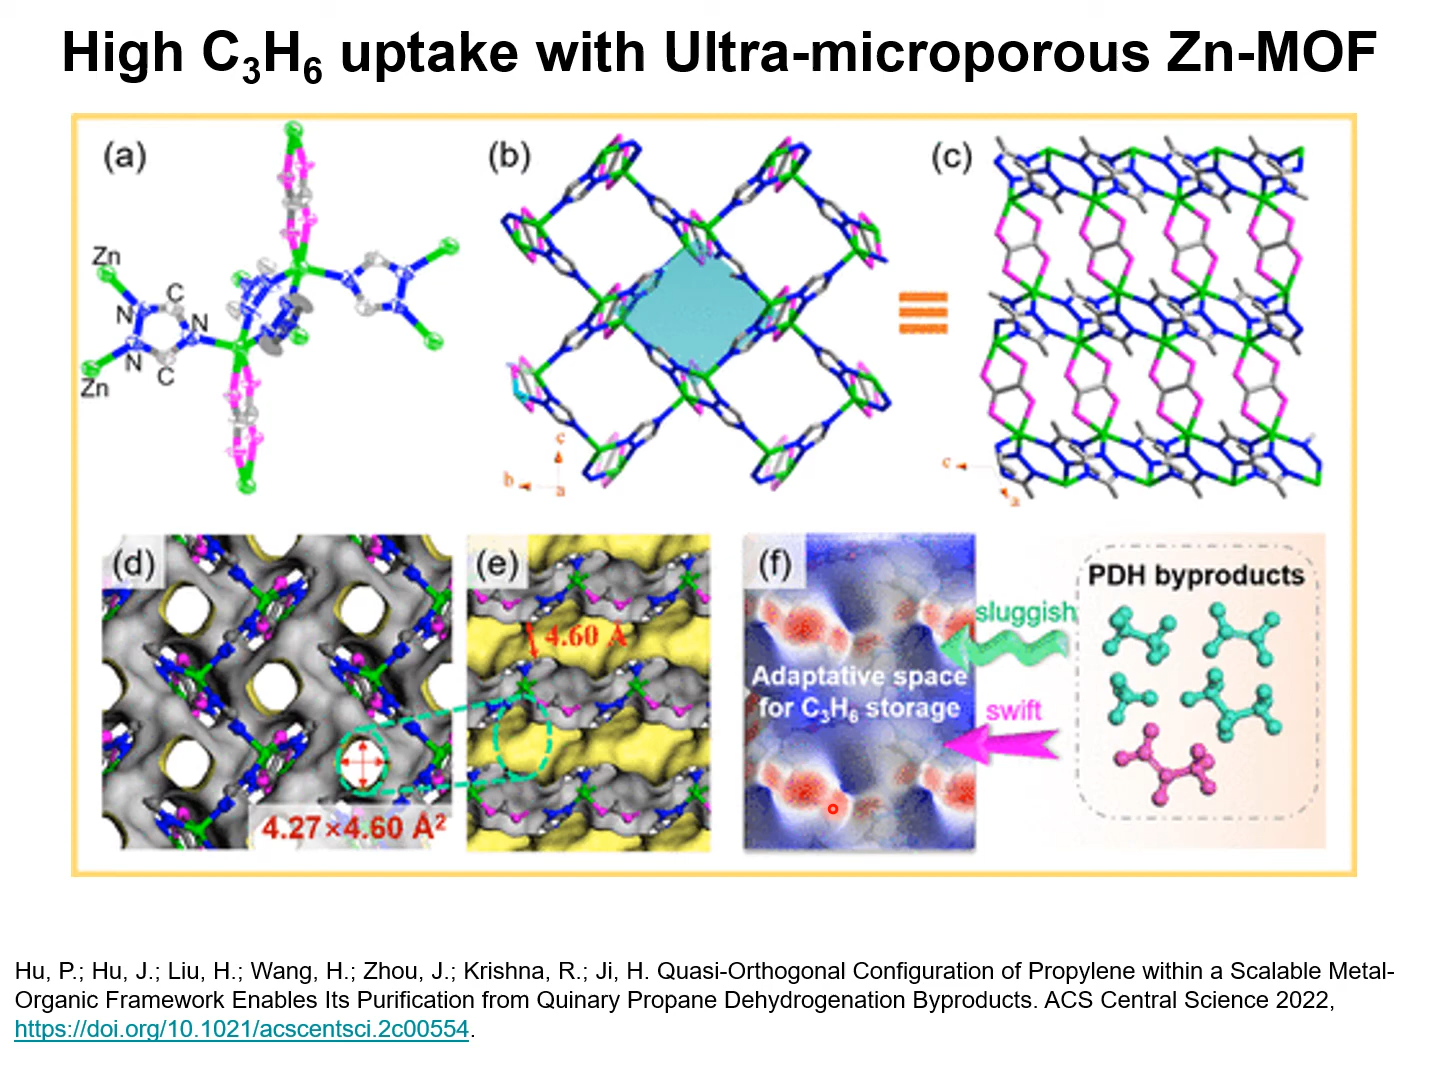 High C3H6 uptake with Ultra-microporous Zn-MOF
(a)
Zn
C
N
N
N
C
Zn
(b)
c
b
a
(c)
c
a
(d)
4.27×4.60 Å2
(e)
4.60 Å
(f)
Adaptative space
for C3H6 storage
sluggish
swift
PDH byproducts
Hu, P.; Hu, J.; Liu, H.; Wang, H.; Zhou, J.; Krishna, R.; Ji, H. Quasi-Orthogonal Configuration of Propylene within a Scalable Metal-
Organic Framework Enables Its Purification from Quinary Propane Dehydrogenation Byproducts. ACS Central Science 2022,
https://doi.org/10.1021/acscentsci.2c00554.